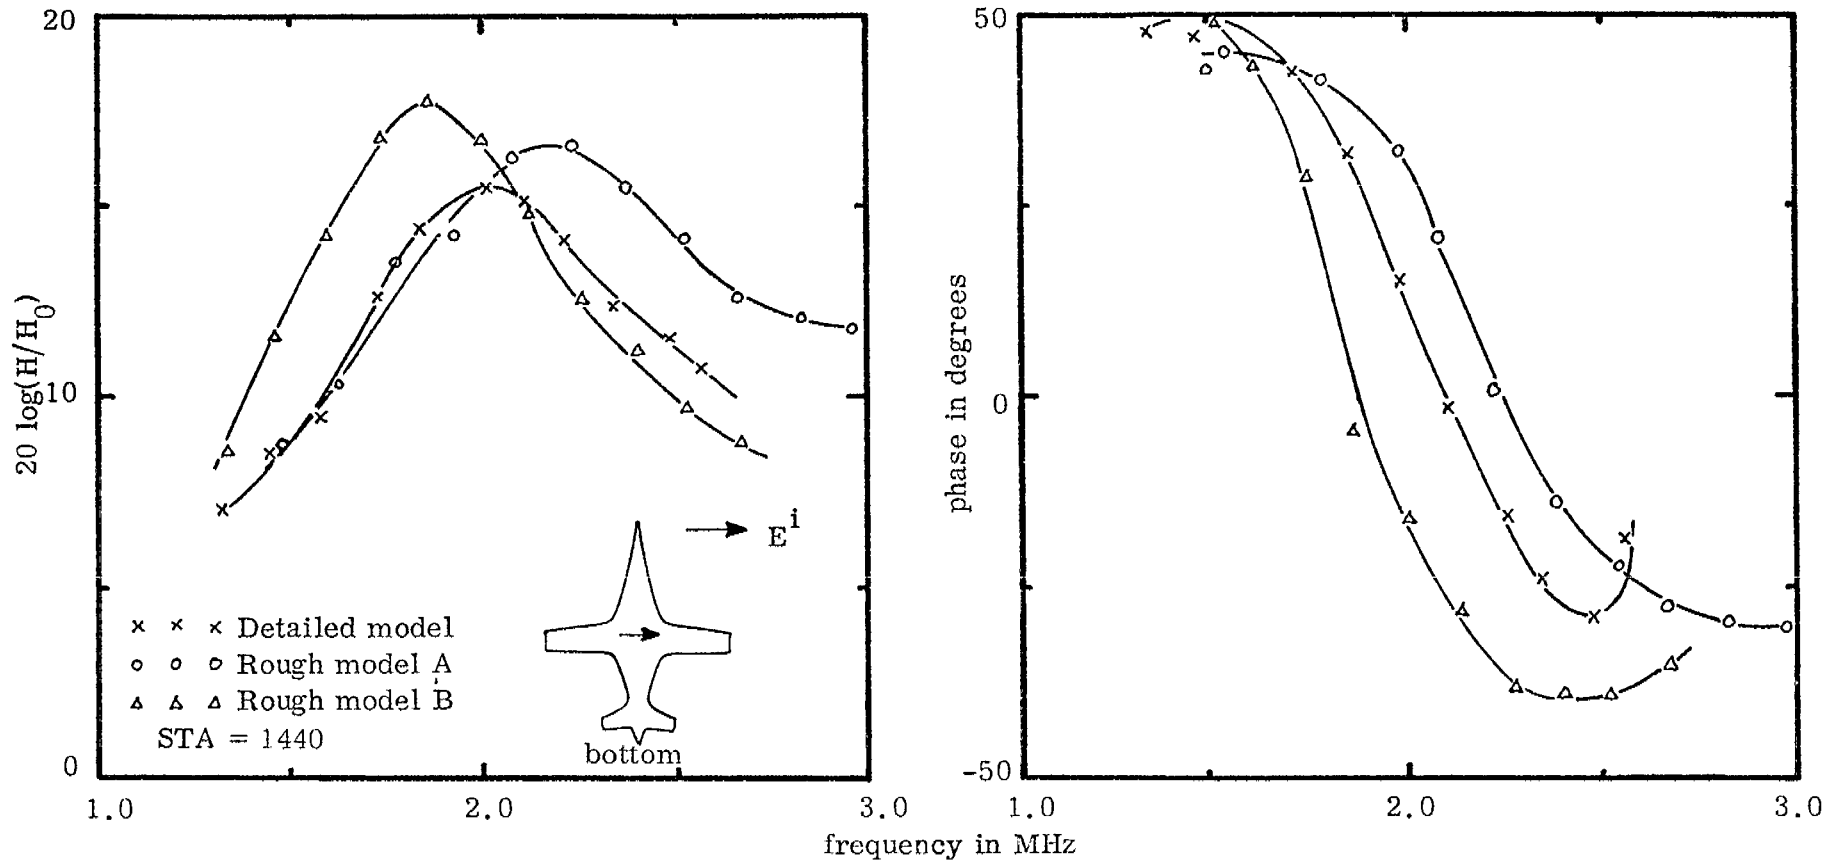 20
10
0
20 log(H/H0)
E^i
x x x Detailed model
o o o Rough model A
△ △ △ Rough model B
STA = 1440
bottom
1.0 2.0 3.0
50
0
-50
phase in degrees
1.0 2.0 3.0
frequency in MHz